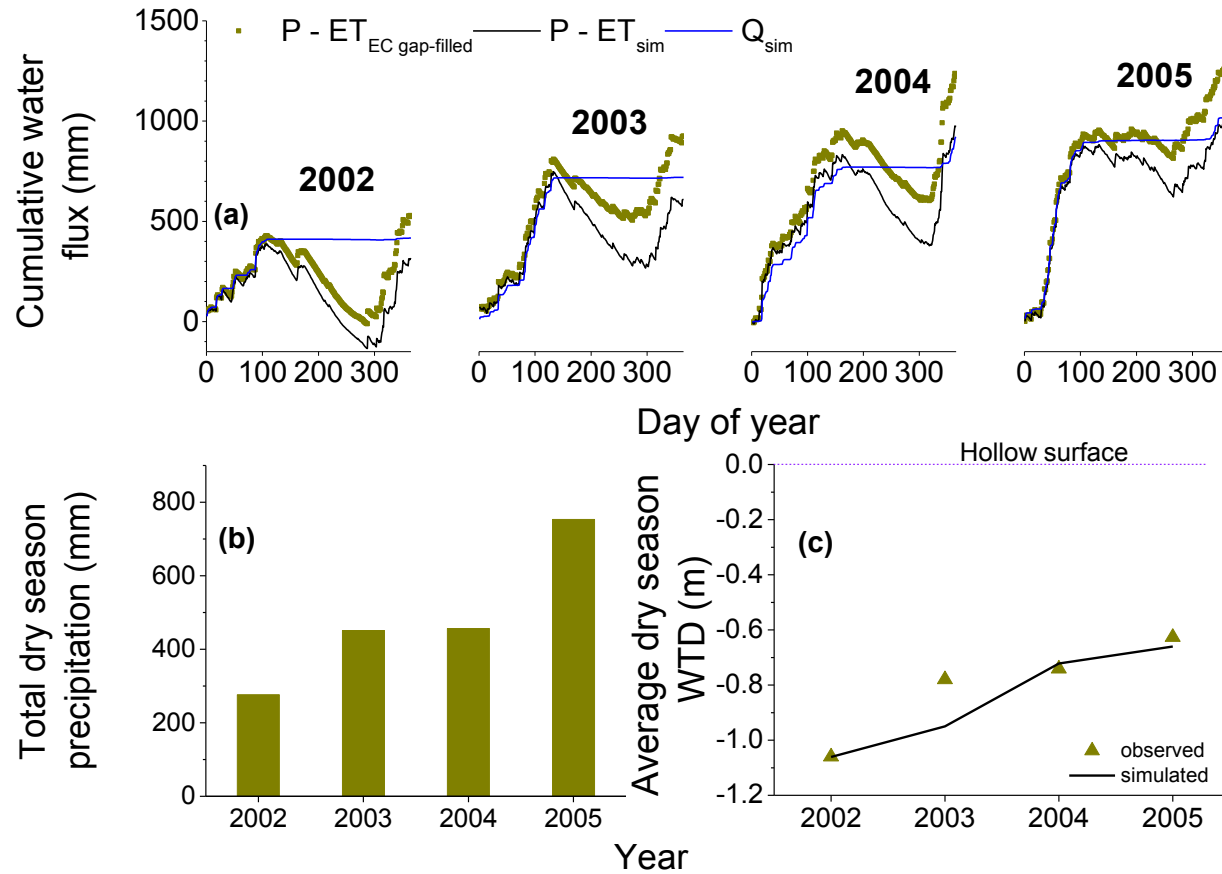 P - ET EC gap-filled P - ET sim Q sim
Cumulative water
flux (mm)
1500
1000
500
0
(a)
2002
2003
2004
2005
0 100 200 300 0 100 200 300 0 100 200 300 0 100 200 300
Day of year
Total dry season
precipitation (mm)
800
600
400
200
0
(b)
2002 2003 2004 2005
Average dry season
WTD (m)
Hollow surface
0.0
-0.2
-0.4
-0.6
-0.8
-1.0
-1.2
(c)
observed
simulated
2002 2003 2004 2005
Year